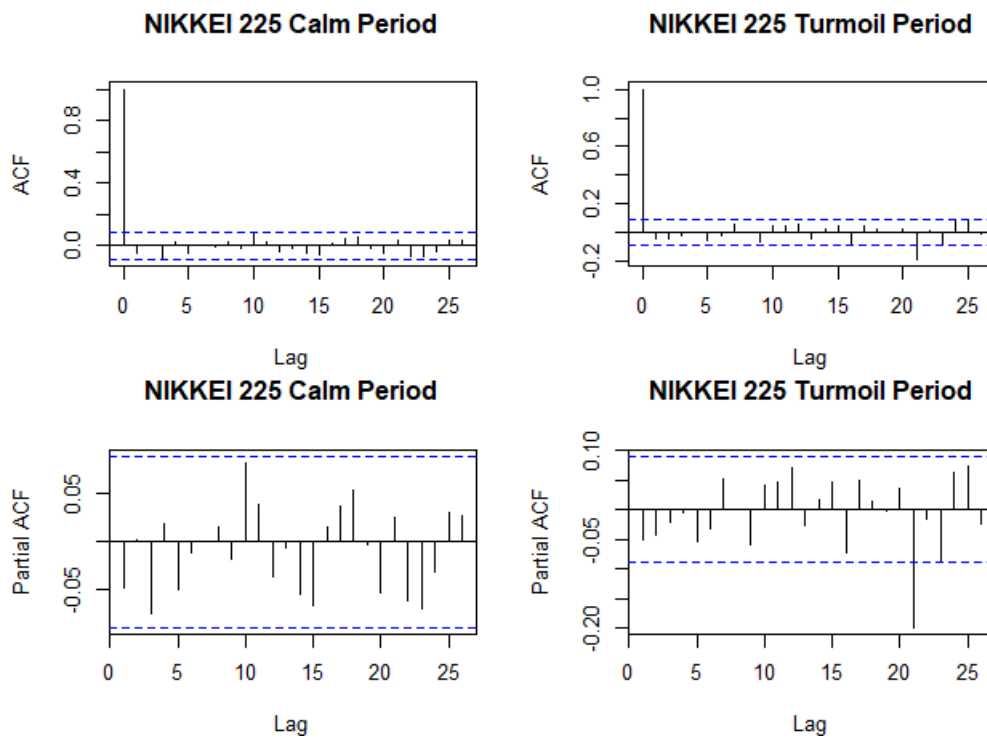 NIKKEI 225 Calm Period
ACF
0.0 0.4 0.8
0 5 10 15 20 25
Lag
NIKKEI 225 Turmoil Period
ACF
-0.2 0.2 0.6 1.0
0 5 10 15 20 25
Lag
NIKKEI 225 Calm Period
Partial ACF
-0.05 0.05
0 5 10 15 20 25
Lag
NIKKEI 225 Turmoil Period
Partial ACF
-0.20 -0.05 0.10
0 5 10 15 20 25
Lag